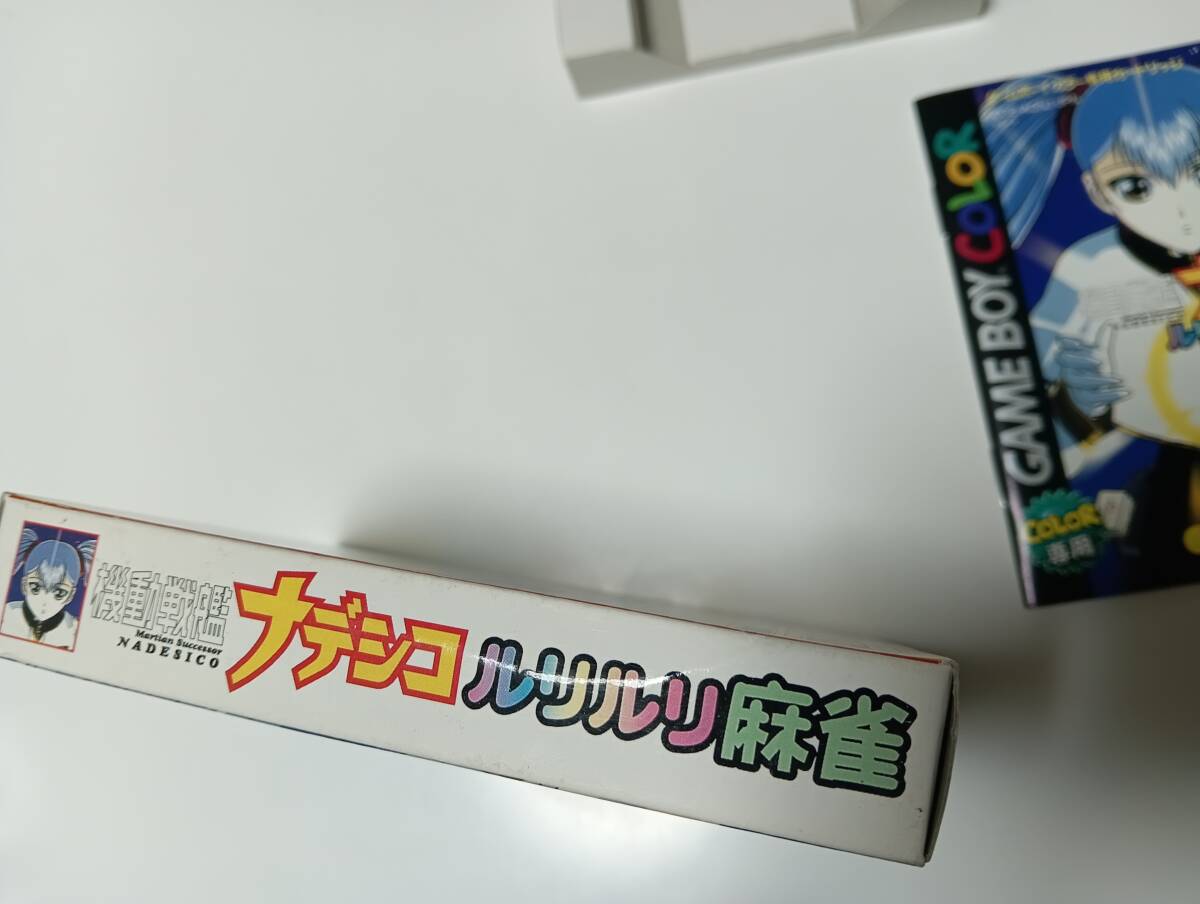 機動戦艦
Martian Successor
NADESICO
ナデシコ
ルリルリ麻雀
GAME BOY COLOR
COLOR
専用